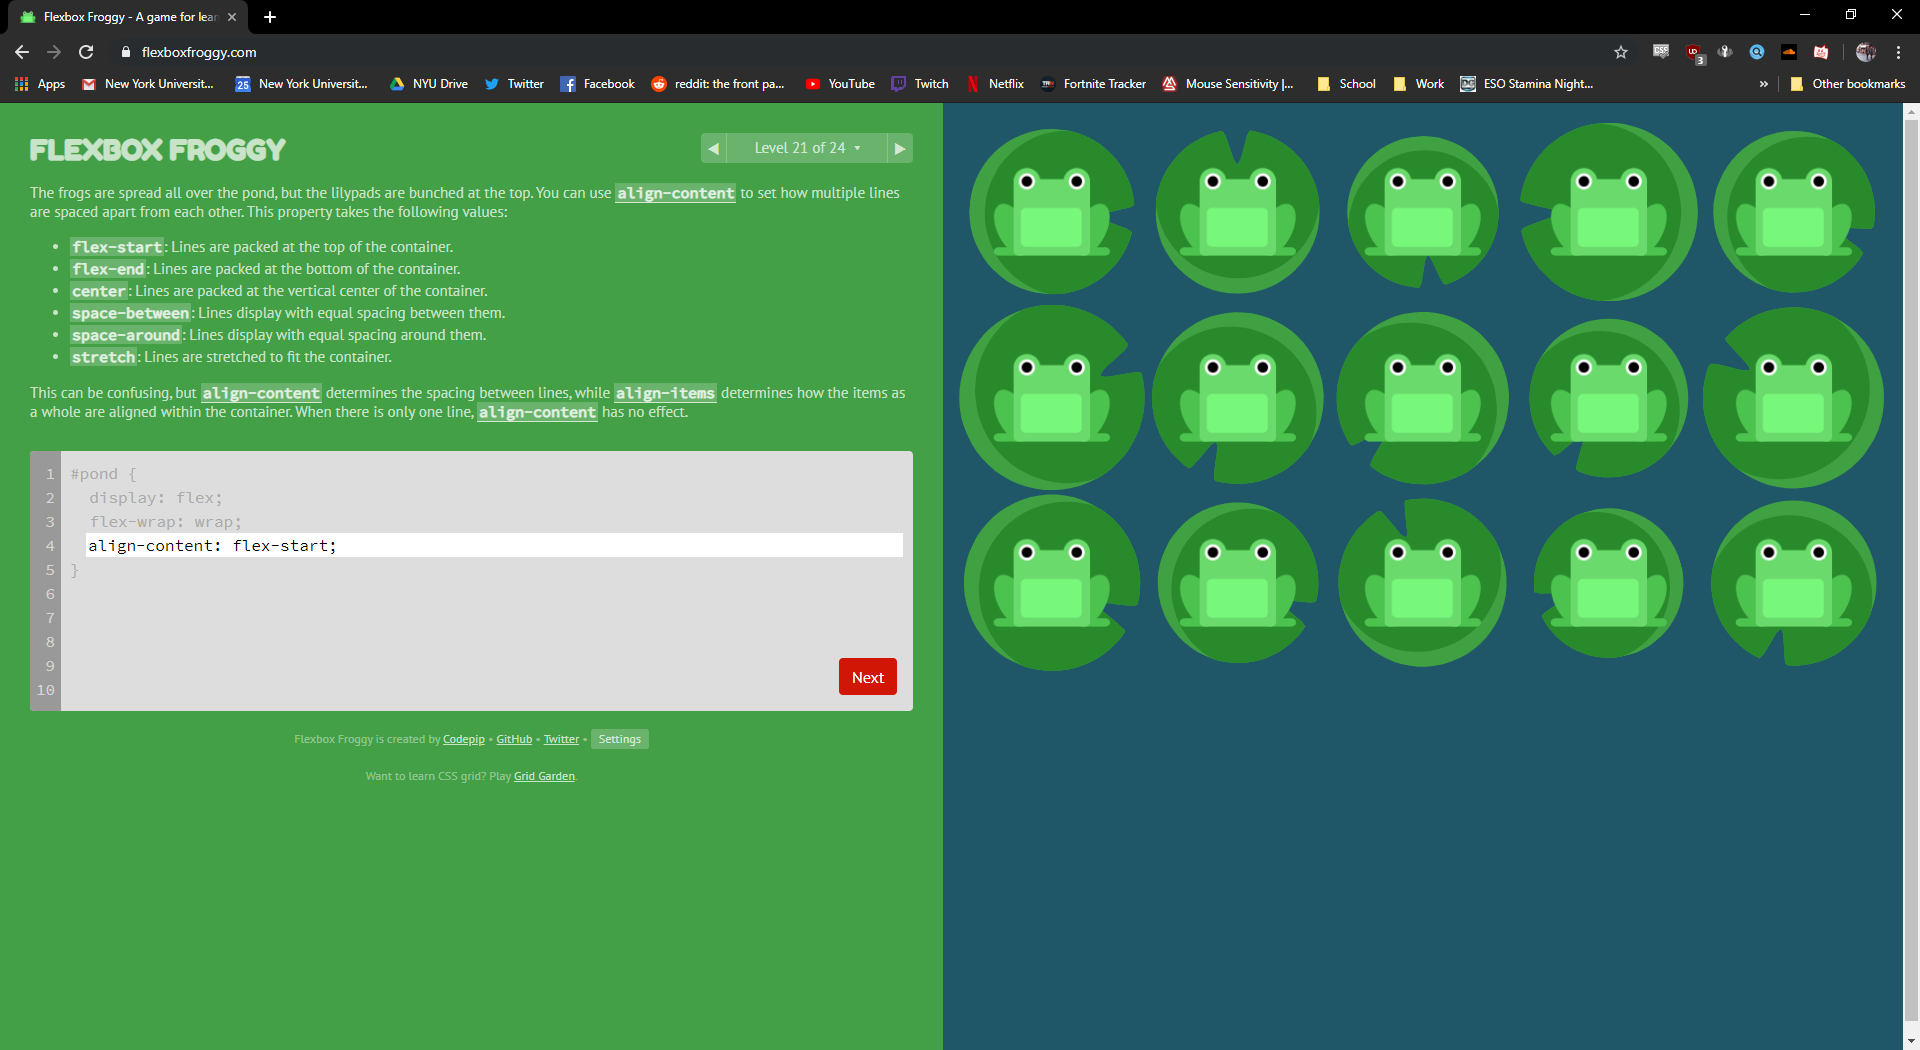 Flexbox Froggy - A game for lear
flexboxfroggy.com
CSS
UD
3
Apps
New York Universit...
25
New York Universit...
NYU Drive
Twitter
Facebook
reddit: the front pa...
YouTube
Twitch
Netflix
Fortnite Tracker
Mouse Sensitivity |...
School
Work
ESO Stamina Night...
»
Other bookmarks
FLEXBOX FROGGY
◀ Level 21 of 24 ▾ ▶
The frogs are spread all over the pond, but the lilypads are bunched at the top. You can use align-content to set how multiple lines
are spaced apart from each other. This property takes the following values:
• flex-start: Lines are packed at the top of the container.
• flex-end: Lines are packed at the bottom of the container.
• center: Lines are packed at the vertical center of the container.
• space-between: Lines display with equal spacing between them.
• space-around: Lines display with equal spacing around them.
• stretch: Lines are stretched to fit the container.
This can be confusing, but align-content determines the spacing between lines, while align-items determines how the items as
a whole are aligned within the container. When there is only one line, align-content has no effect.
1 #pond {
2 display: flex;
3 flex-wrap: wrap;
4 align-content: flex-start;
5 }
6
7
8
9
10
Next
Flexbox Froggy is created by Codepip • GitHub • Twitter • Settings
Want to learn CSS grid? Play Grid Garden.